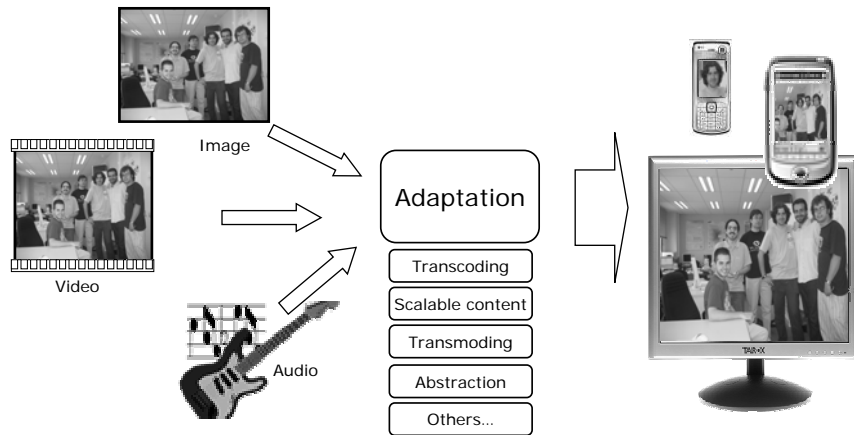 Image
Video
Audio
Adaptation
Transcoding
Scalable content
Transmoding
Abstraction
Others...